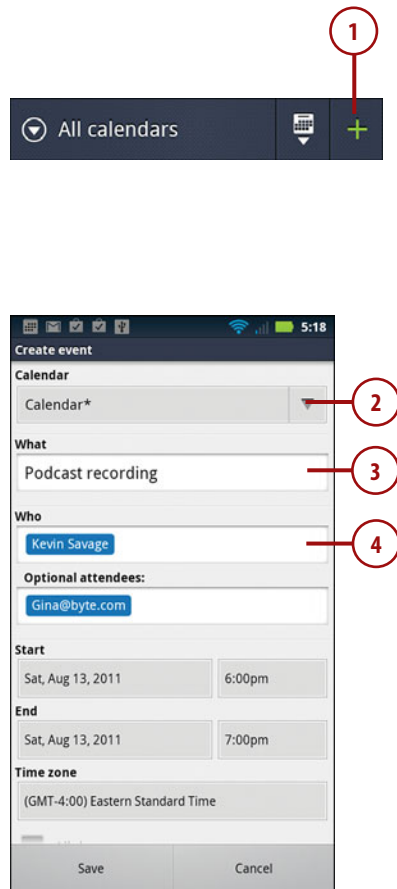 1
All calendars
5:18
Create event
Calendar
Calendar*
2
What
Podcast recording
3
Who
Kevin Savage
4
Optional attendees:
Gina@byte.com
Start
Sat, Aug 13, 2011 6:00pm
End
Sat, Aug 13, 2011 7:00pm
Time zone
(GMT-4:00) Eastern Standard Time
Save Cancel